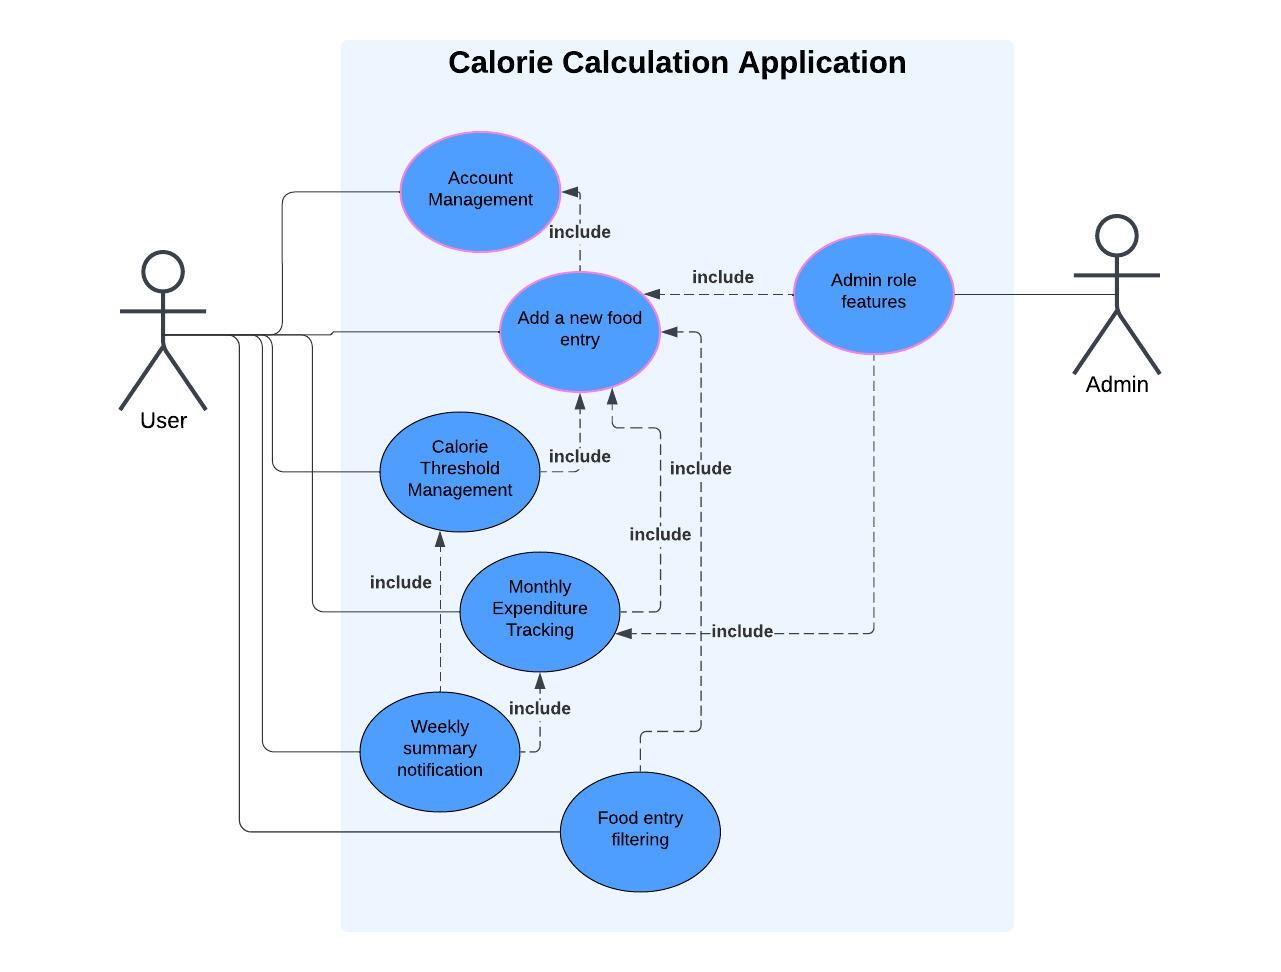 Calorie Calculation Application
Account
Management
include
include
Admin role
features
Add a new food
entry
Admin
User
Calorie
Threshold
Management
include
include
include
include
Monthly
Expenditure
Tracking
include
include
Weekly
summary
notification
Food entry
filtering